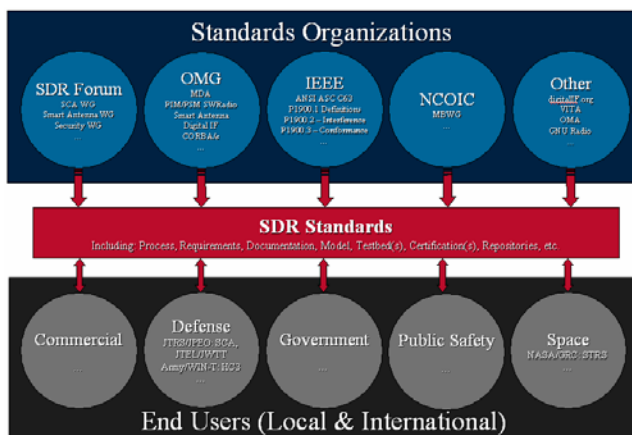 Standards Organizations
SDR Forum
SCA WG
Smart Antenna WG
Security WG
...
OMG
MDA
PIM/PSM SWRadio
Smart Antenna
Digital IF
CORBA/e
...
IEEE
ANSI ASC C63
P1900.1 Definitions
P1900.2 – Interference
P1900.3 – Conformance
...
NCOIC
MBWG
...
Other
digitalIF.org
VITA
OMA
GNU Radio
...
SDR Standards
Including: Process, Requirements, Documentation, Model, Testbed(s), Certification(s), Repositories, etc.
Commercial
...
Defense
JTRS/JPEO: SCA,
JTEL/JWTT
Army/WIN-T: HC3
...
Government
...
Public Safety
...
Space
NASA/GRC: STRS
...
End Users (Local & International)